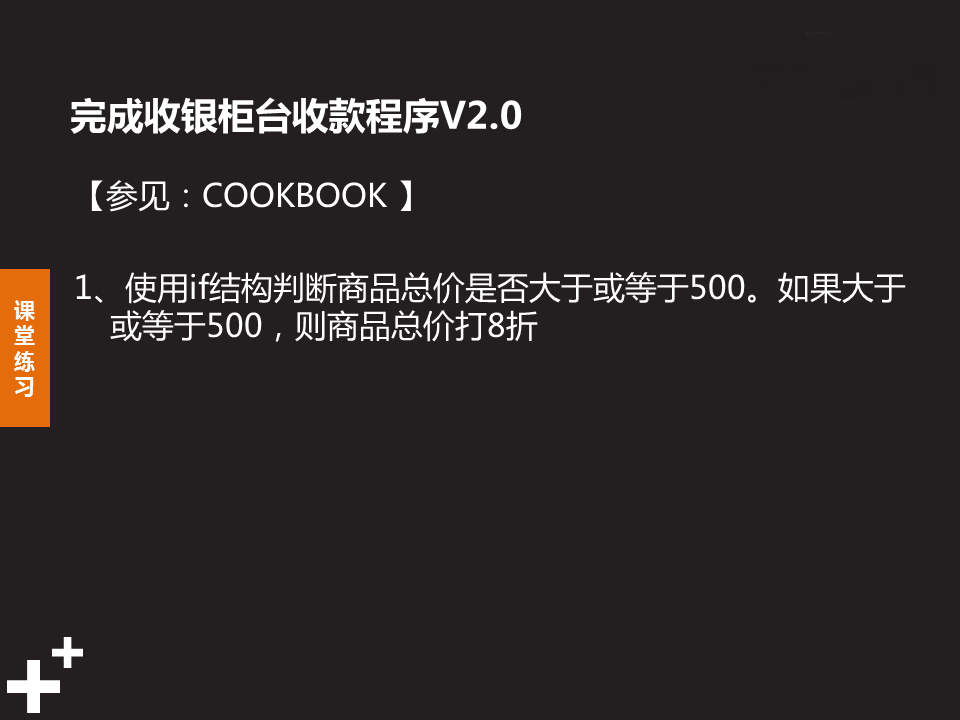 完成收银柜台收款程序V2.0
【参见：COOKBOOK 】
1、使用if结构判断商品总价是否大于或等于500。如果大于
或等于500，则商品总价打8折
课
堂
练
习